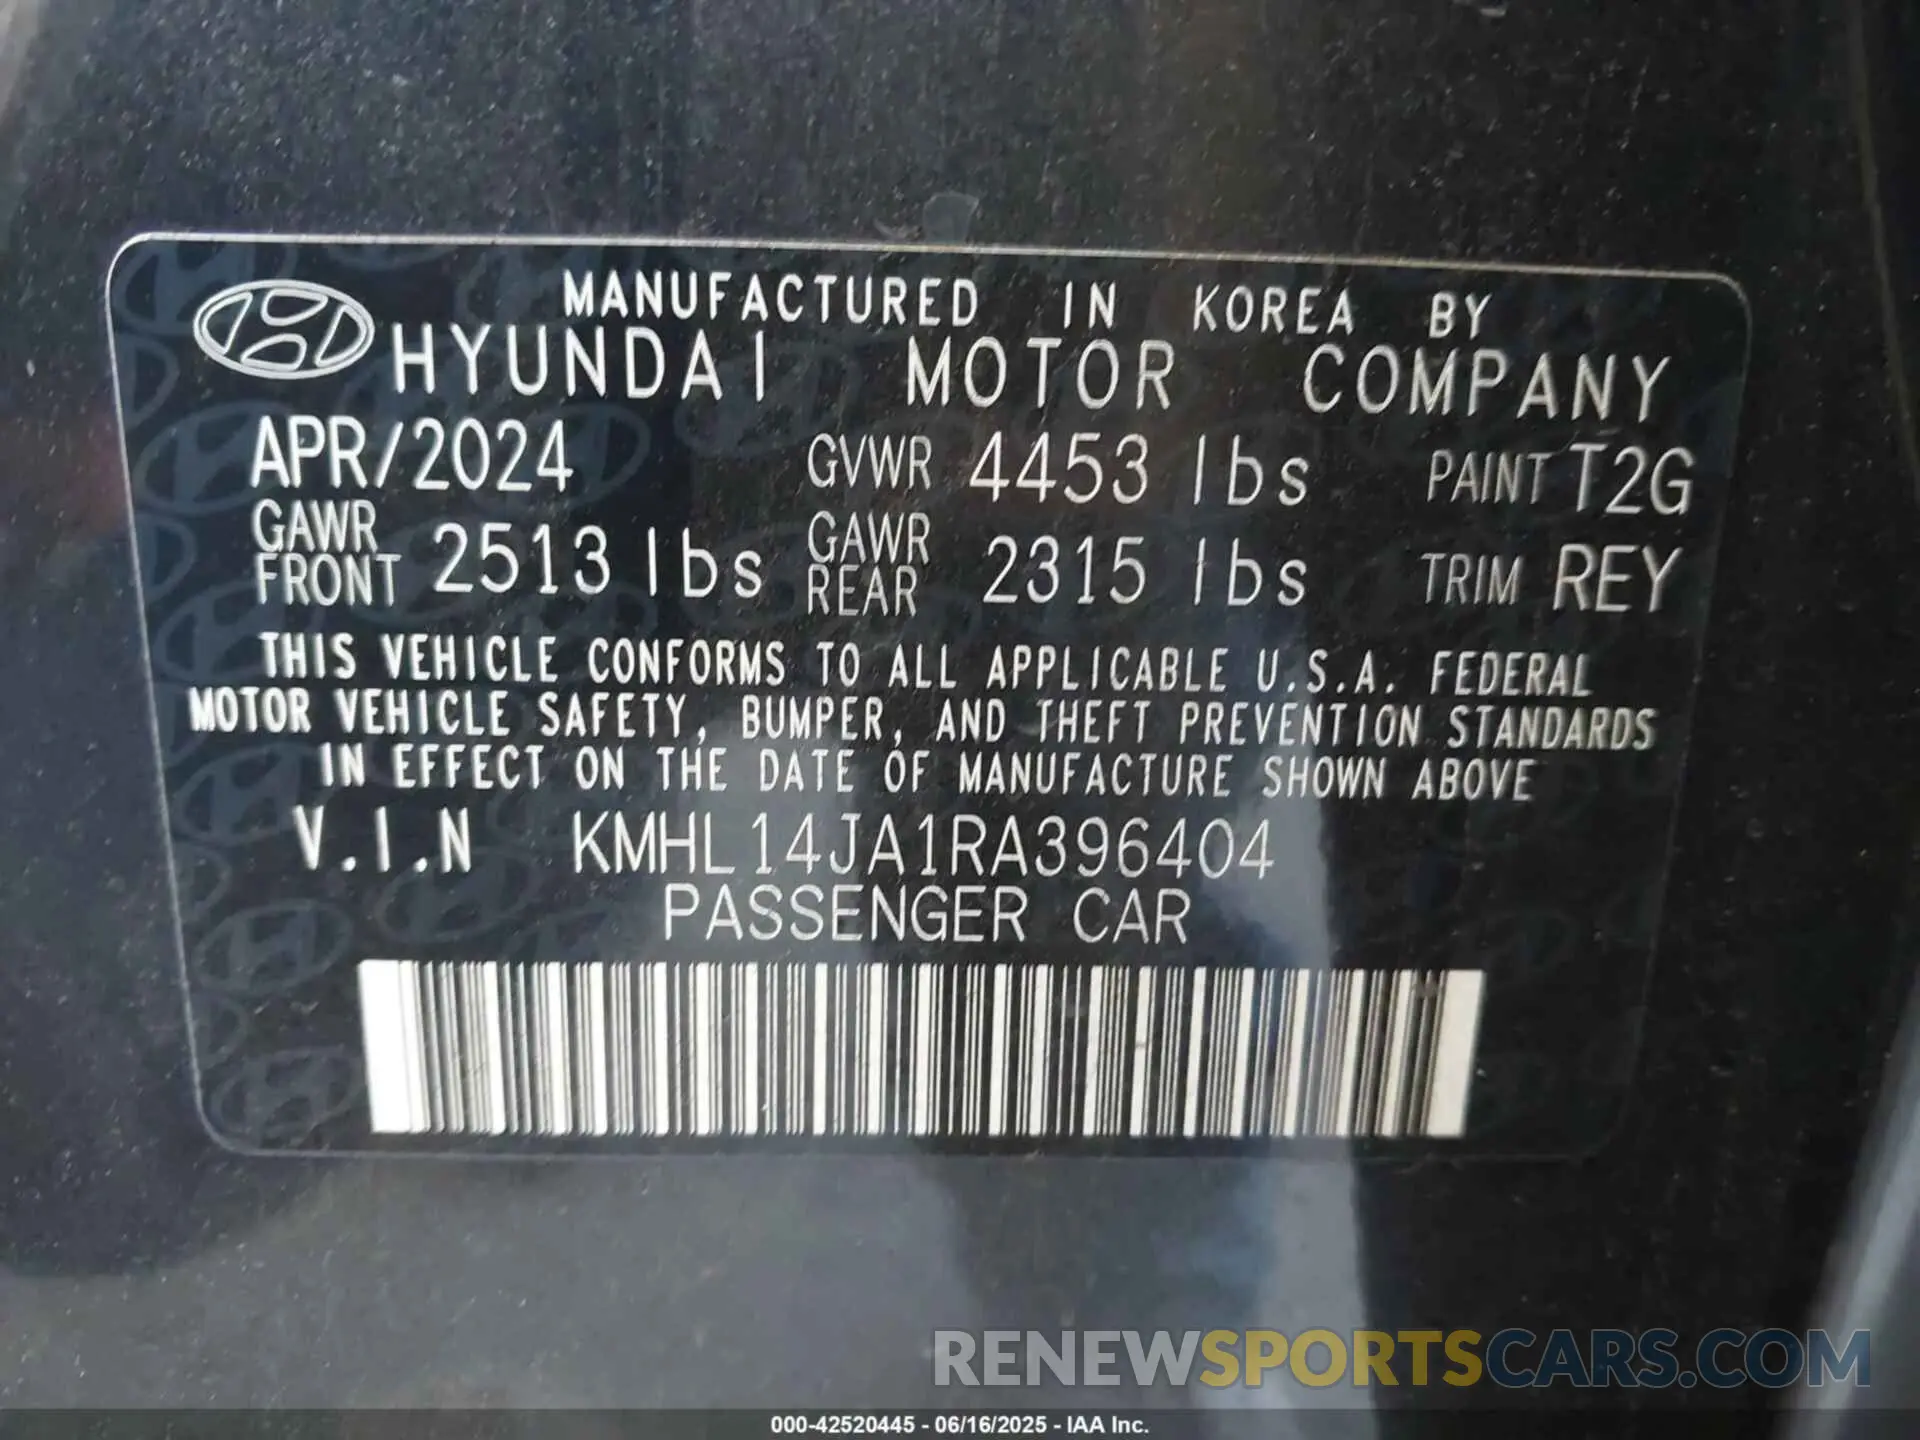 MANUFACTURED IN KOREA BY
HYUNDAI MOTOR COMPANY
APR/2024 GVWR 4453 lbs PAINT T2G
GAWR FRONT 2513 lbs GAWR REAR 2315 lbs TRIM REY
THIS VEHICLE CONFORMS TO ALL APPLICABLE U.S.A. FEDERAL
MOTOR VEHICLE SAFETY, BUMPER, AND THEFT PREVENTION STANDARDS
IN EFFECT ON THE DATE OF MANUFACTURE SHOWN ABOVE
V.I.N KMHL14JA1RA396404
PASSENGER CAR
RENEWSPORTSCARS.COM
000-42520445 - 06/16/2025 - IAA Inc.